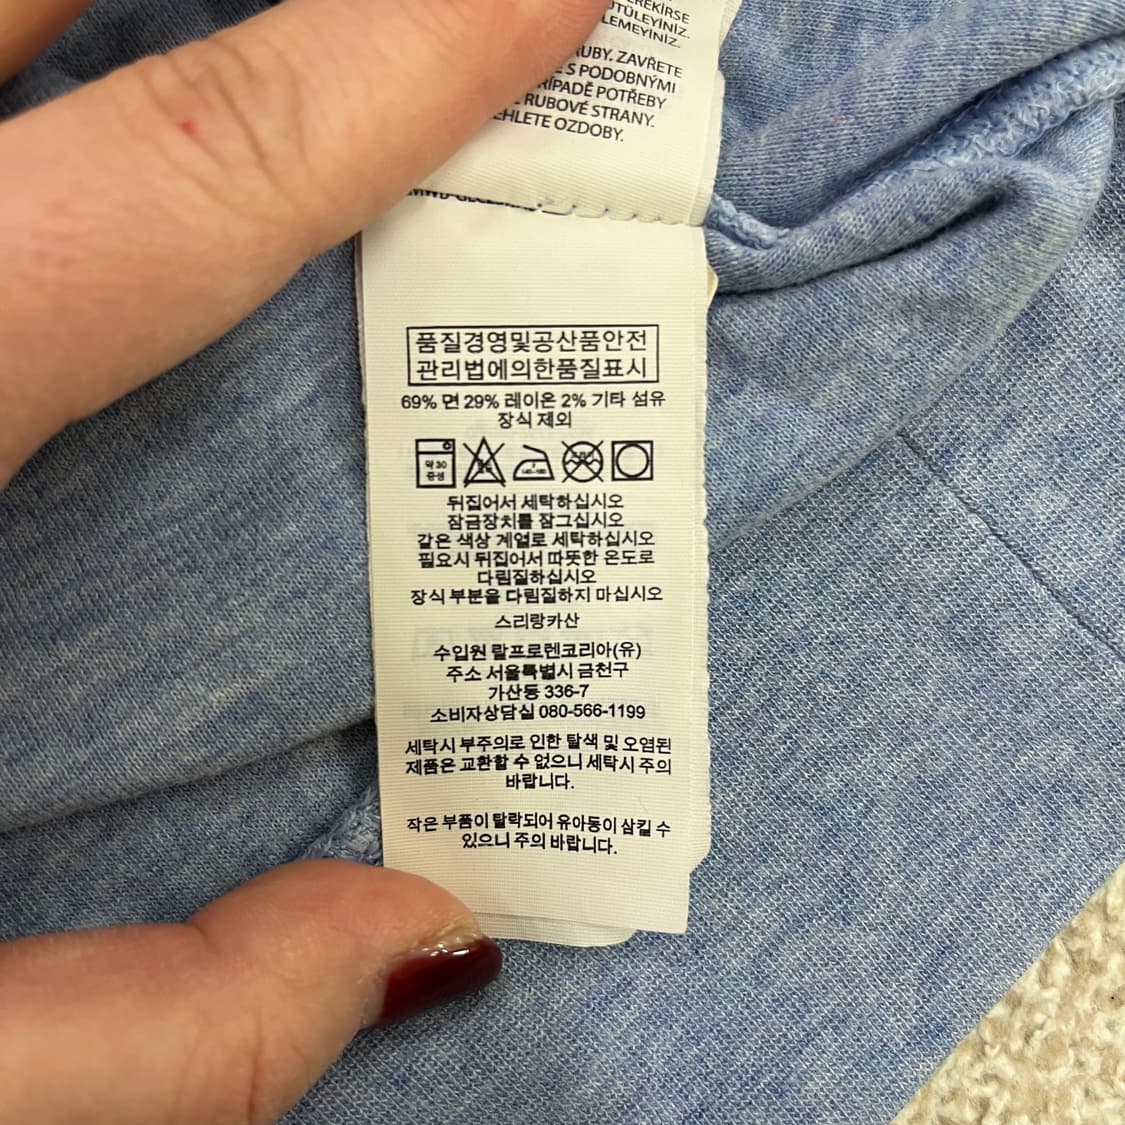 ÜTÜLEYİNİZ.
LEMEYİNİZ.
RUBY. ZAVŘETE
S PODOBNÝMI
POTŘEBY
RUBOVÉ STRANY.
EHLETE OZDOBY.
품질경영및공산품안전
관리법에의한품질표시
69% 면 29% 레이온 2% 기타 섬유
장식 제외
약 30
중성
뒤집어서 세탁하십시오
잠금장치를 잠그십시오
같은 색상 계열로 세탁하십시오
필요시 뒤집어서 따뜻한 온도로
다림질하십시오
장식 부분을 다림질하지 마십시오
스리랑카산
수입원 랄프로렌코리아(유)
주소 서울특별시 금천구
가산동 336-7
소비자상담실 080-566-1199
세탁시 부주의로 인한 탈색 및 오염된
제품은 교환할 수 없으니 세탁시 주의
바랍니다.
작은 부품이 탈락되어 유아동이 삼킬 수
있으니 주의 바랍니다.